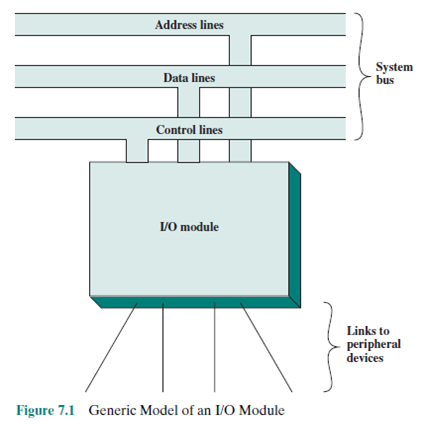 Address lines
System
bus
Data lines
Control lines
I/O module
Links to
peripheral
devices
Figure 7.1 Generic Model of an I/O Module